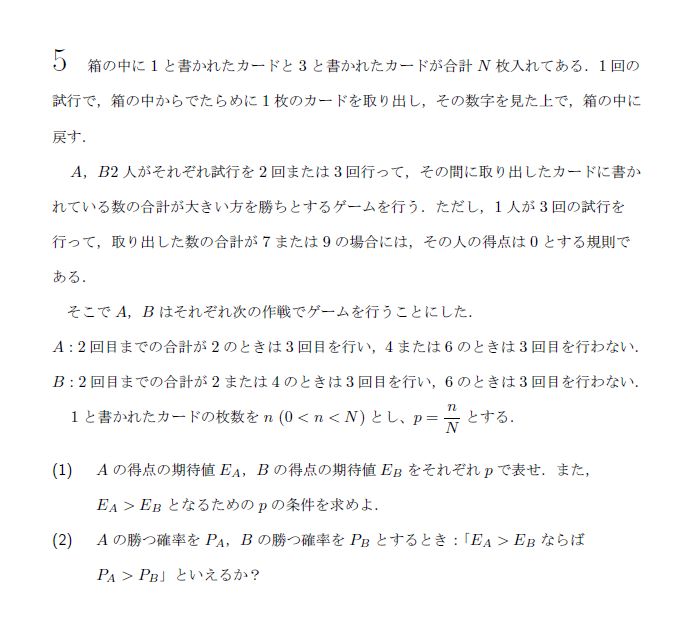 5 箱の中に 1 と書かれたカードと 3 と書かれたカードが合計 N 枚入れてある．1 回の
試行で，箱の中からでたらめに 1 枚のカードを取り出し，その数字を見た上で，箱の中に
戻す．
A，B2 人がそれぞれ試行を 2 回または 3 回行って，その間に取り出したカードに書か
れている数の合計が大きい方を勝ちとするゲームを行う．ただし，1 人が 3 回の試行を
行って，取り出した数の合計が 7 または 9 の場合には，その人の得点は 0 とする規則で
ある．
そこで A，B はそれぞれ次の作戦でゲームを行うことにした．
A : 2 回目までの合計が 2 のときは 3 回目を行い，4 または 6 のときは 3 回目を行わない．
B : 2 回目までの合計が 2 または 4 のときは 3 回目を行い，6 のときは 3 回目を行わない．
1 と書かれたカードの枚数を n (0 < n < N) とし、p = n/N とする．
(1) A の得点の期待値 E_A，B の得点の期待値 E_B をそれぞれ p で表せ．また，
E_A > E_B となるための p の条件を求めよ．
(2) A の勝つ確率を P_A，B の勝つ確率を P_B とするとき :「E_A > E_B ならば
P_A > P_B」といえるか？